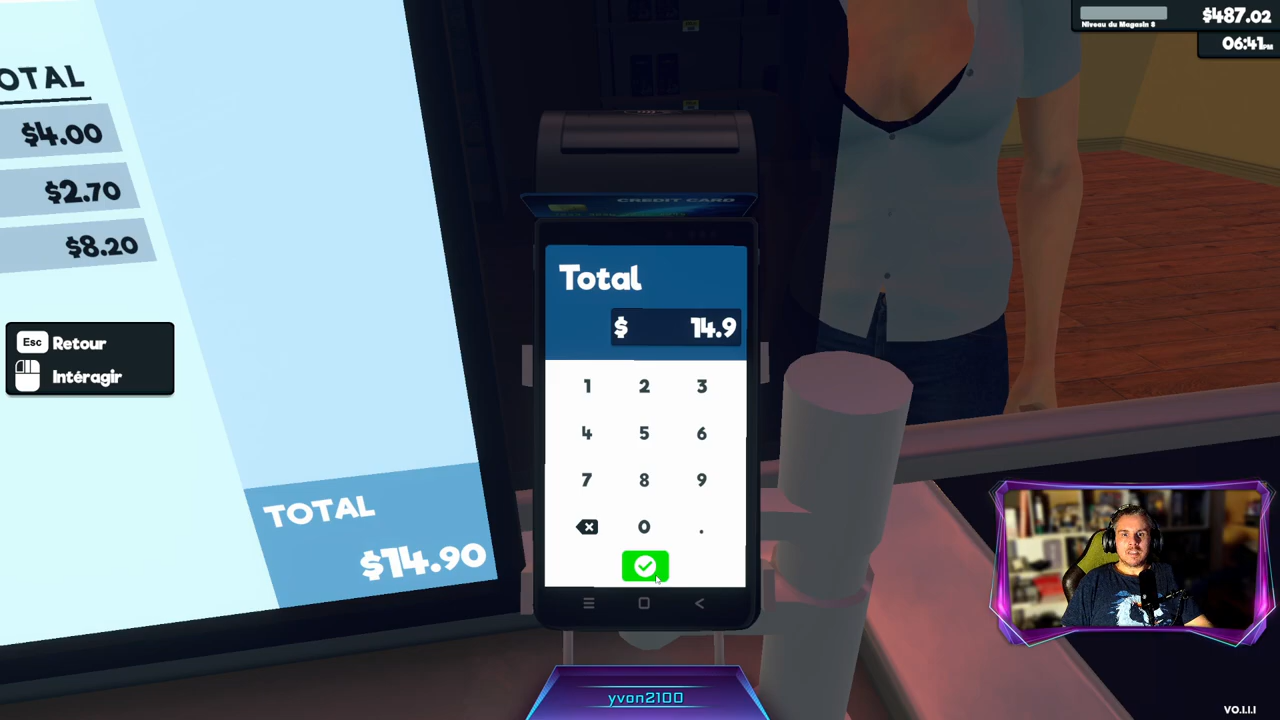 $487.02
Niveau du Magasin 8
06:41PM
OTAL
$4.00
$2.70
$8.20
CREDIT CARD
Total
$ 14.9
Esc Retour
Intéragir
1 2 3
4 5 6
7 8 9
0 .
TOTAL
$14.90
yvon2100
V0.1.1.1